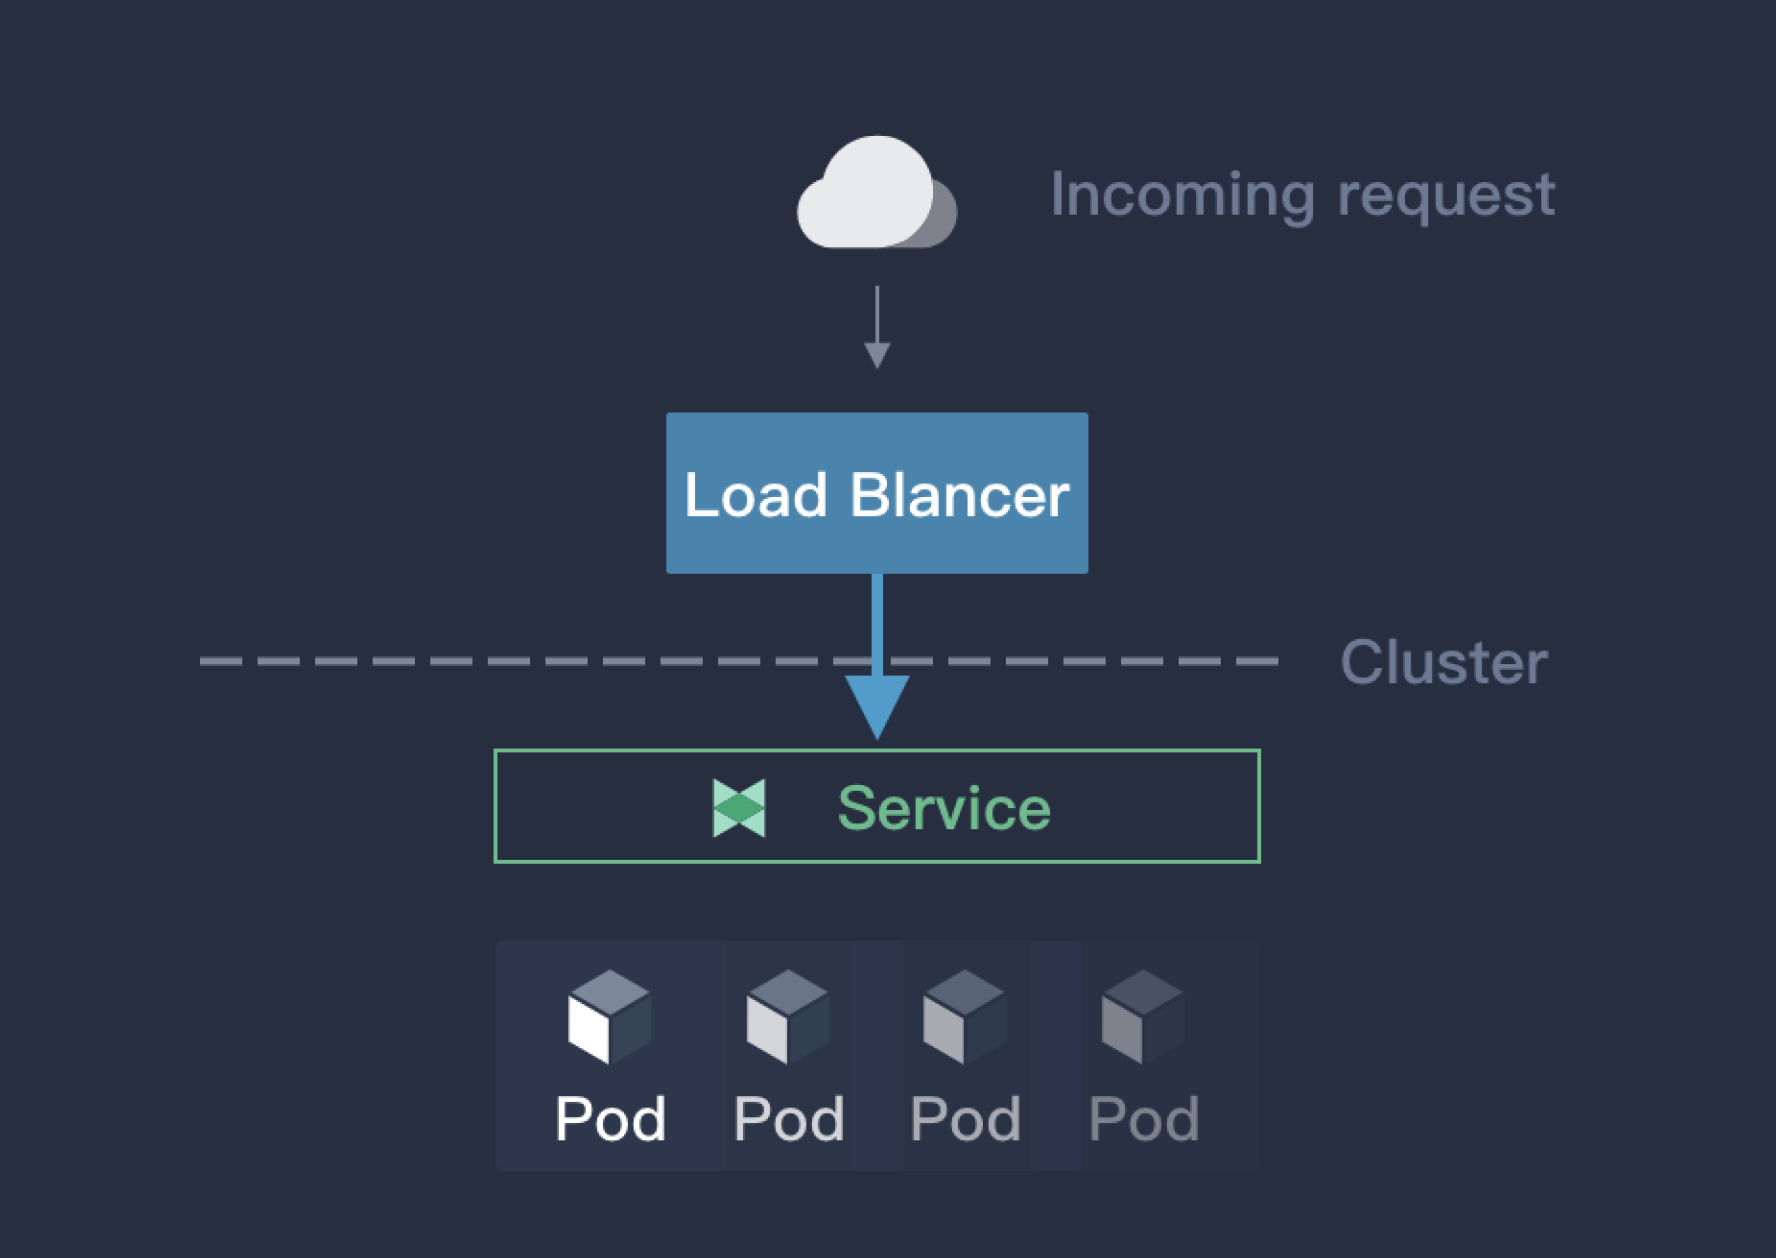 Incoming request
Load Blancer
Cluster
Service
Pod Pod Pod Pod